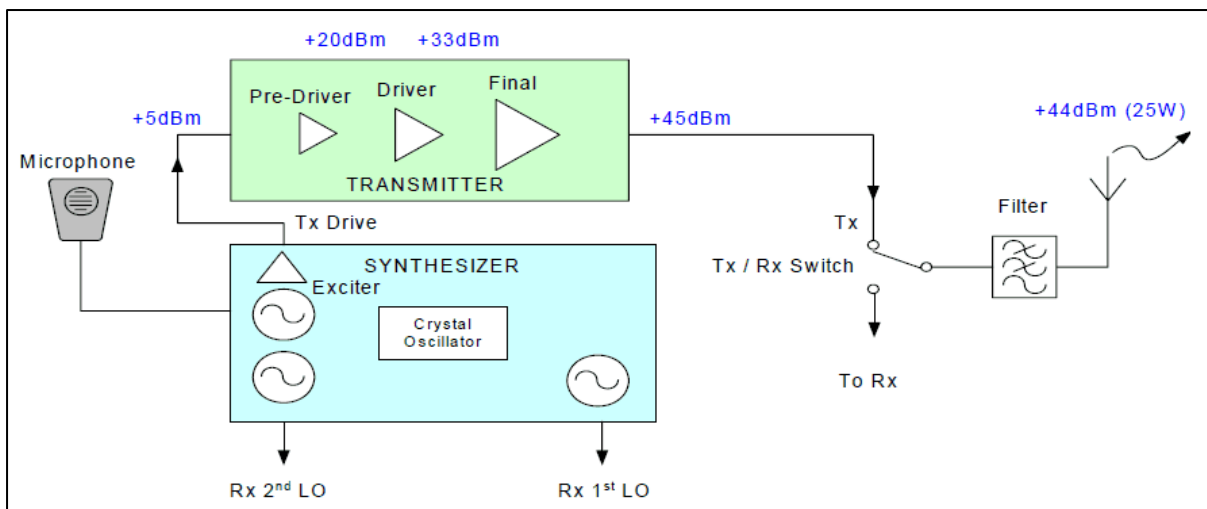 +20dBm +33dBm
Pre-Driver Driver Final
+5dBm +45dBm +44dBm (25W)
TRANSMITTER
Microphone
Tx Drive Tx Filter
SYNTHESIZER Tx / Rx Switch
Exciter
Crystal
Oscillator
To Rx
Rx 2nd LO Rx 1st LO